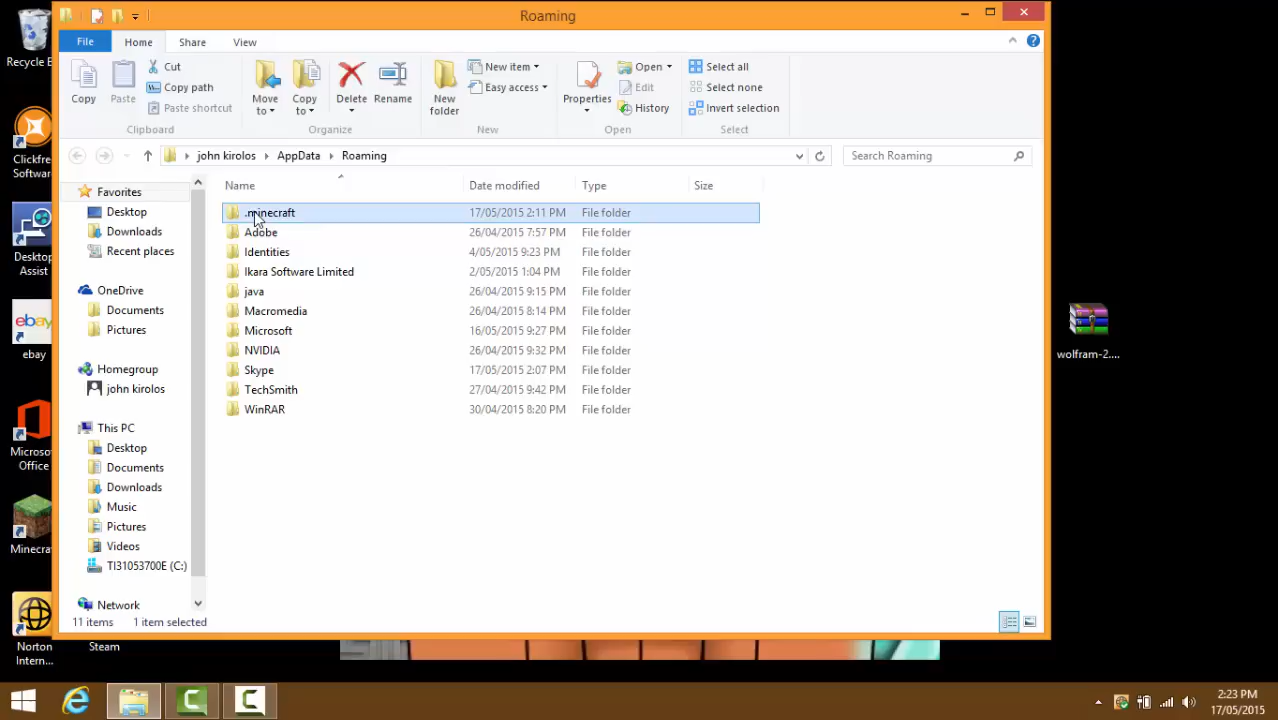 Roaming
File
Home
Share
View
Copy
Paste
Cut
Copy path
Paste shortcut
Clipboard
Move to
Copy to
Delete
Rename
Organize
New folder
New item
Easy access
New
Properties
Open
Edit
History
Open
Select all
Select none
Invert selection
Select
john kirolos
AppData
Roaming
Search Roaming
Favorites
Desktop
Downloads
Recent places
OneDrive
Documents
Pictures
Homegroup
john kirolos
This PC
Desktop
Documents
Downloads
Music
Pictures
Videos
TI31053700E (C:)
Network
Name Date modified Type Size
.minecraft 17/05/2015 2:11 PM File folder
Adobe 26/04/2015 7:57 PM File folder
Identities 4/05/2015 9:23 PM File folder
Ikara Software Limited 2/05/2015 1:04 PM File folder
java 26/04/2015 9:15 PM File folder
Macromedia 26/04/2015 8:14 PM File folder
Microsoft 16/05/2015 9:27 PM File folder
NVIDIA 26/04/2015 9:32 PM File folder
Skype 17/05/2015 2:07 PM File folder
TechSmith 27/04/2015 9:42 PM File folder
WinRAR 30/04/2015 8:20 PM File folder
11 items 1 item selected
Recycle B
Clickfre
Softwar
Desktop
Assist
ebay
ebay
Microso
Office
Minecra
Norton
Intern...
Steam
wolfram-2....
2:23 PM
17/05/2015